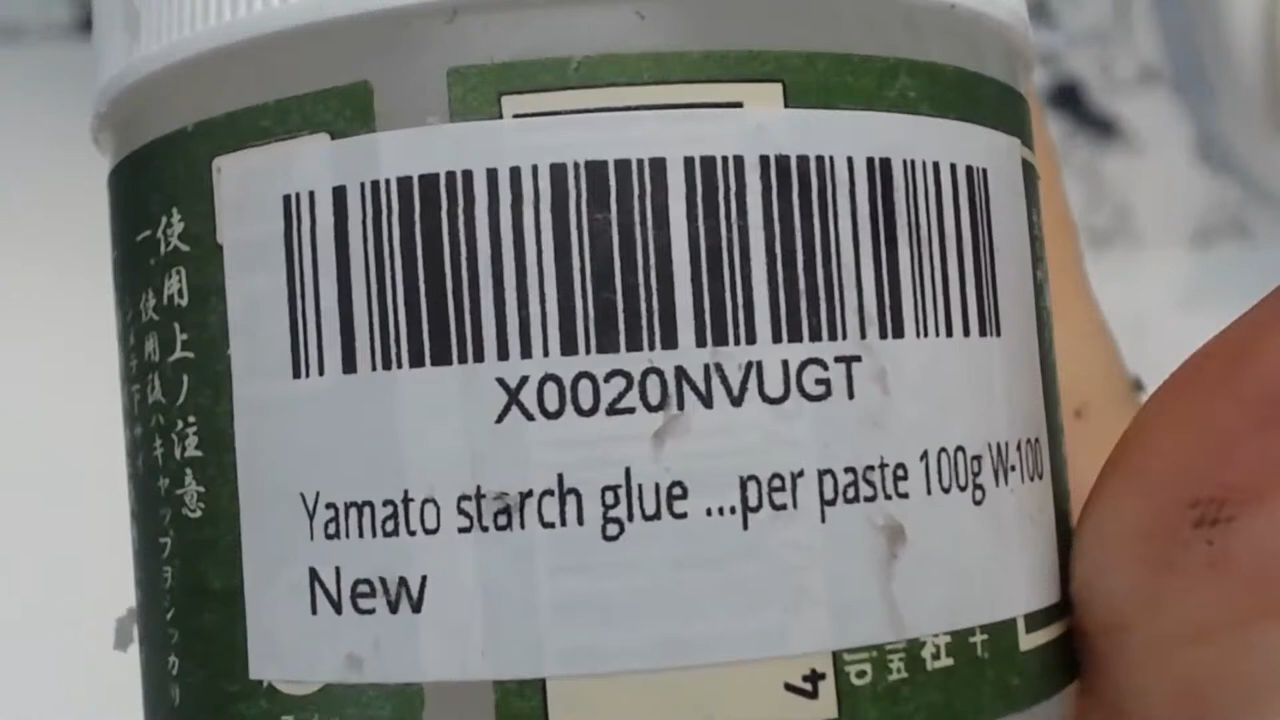 X0020NVUGT
Yamato starch glue ...per paste 100g W-100
New
使用上ノ注意
一、使用後ハキャップヲシッカリ